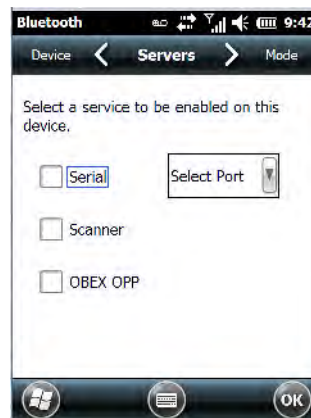 Bluetooth 9:42
Device Servers Mode
Select a service to be enabled on this
device.
Serial Select Port
Scanner
OBEX OPP
OK